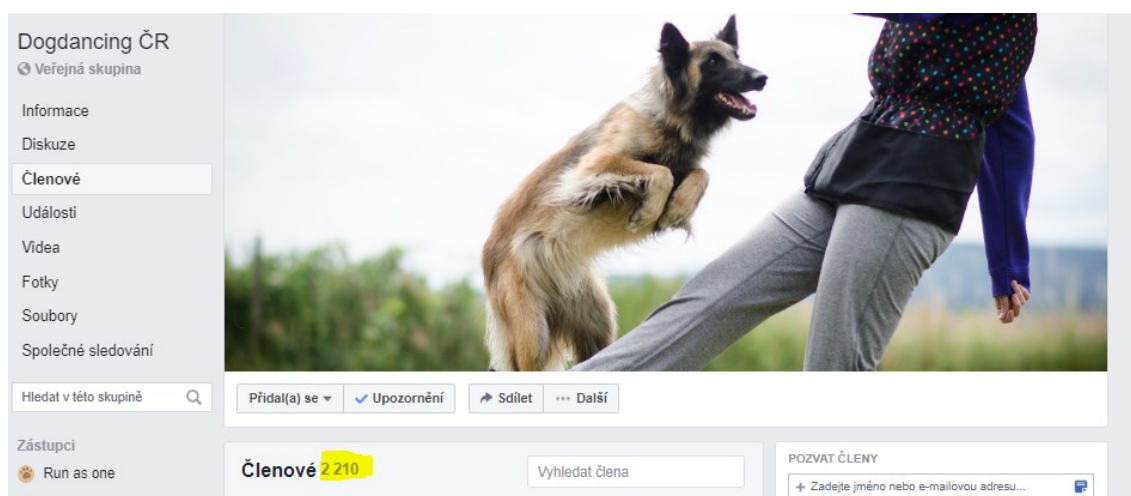 Dogdancing ČR
Veřejná skupina
Informace
Diskuze
Členové
Události
Videa
Fotky
Soubory
Společné sledování
Hledat v této skupině
Zástupci
Run as one
Přidal(a) se
Upozornění
Sdílet
Další
Členové 2 210
Vyhledat člena
POZVAT ČLENY
+ Zadejte jméno nebo e-mailovou adresu...